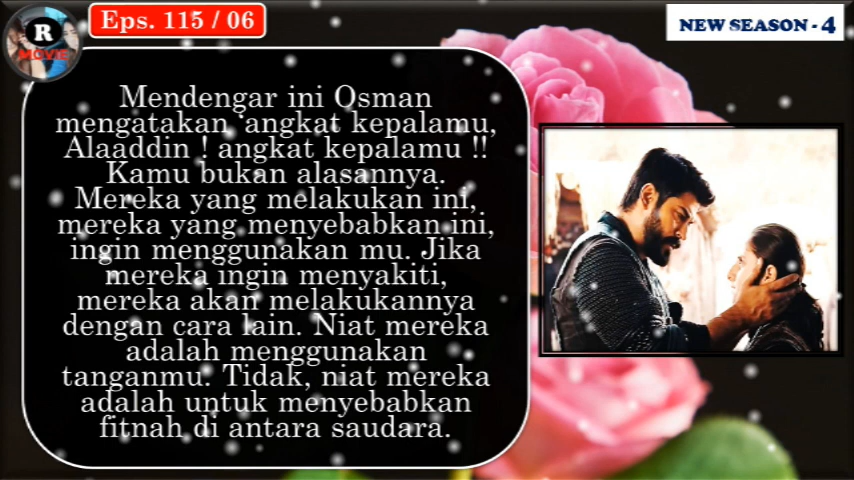 R
MOVIE
Eps. 115 / 06
NEW SEASON - 4
Mendengar ini Osman
mengatakan ‘angkat kepalamu,
Alaaddin ! angkat kepalamu !!
Kamu bukan alasannya.
Mereka yang melakukan ini,
mereka yang menyebabkan ini,
ingin menggunakan mu. Jika
mereka ingin menyakiti,
mereka akan melakukannya
dengan cara lain. Niat mereka
adalah menggunakan
tanganmu. Tidak, niat mereka
adalah untuk menyebabkan
fitnah di antara saudara.